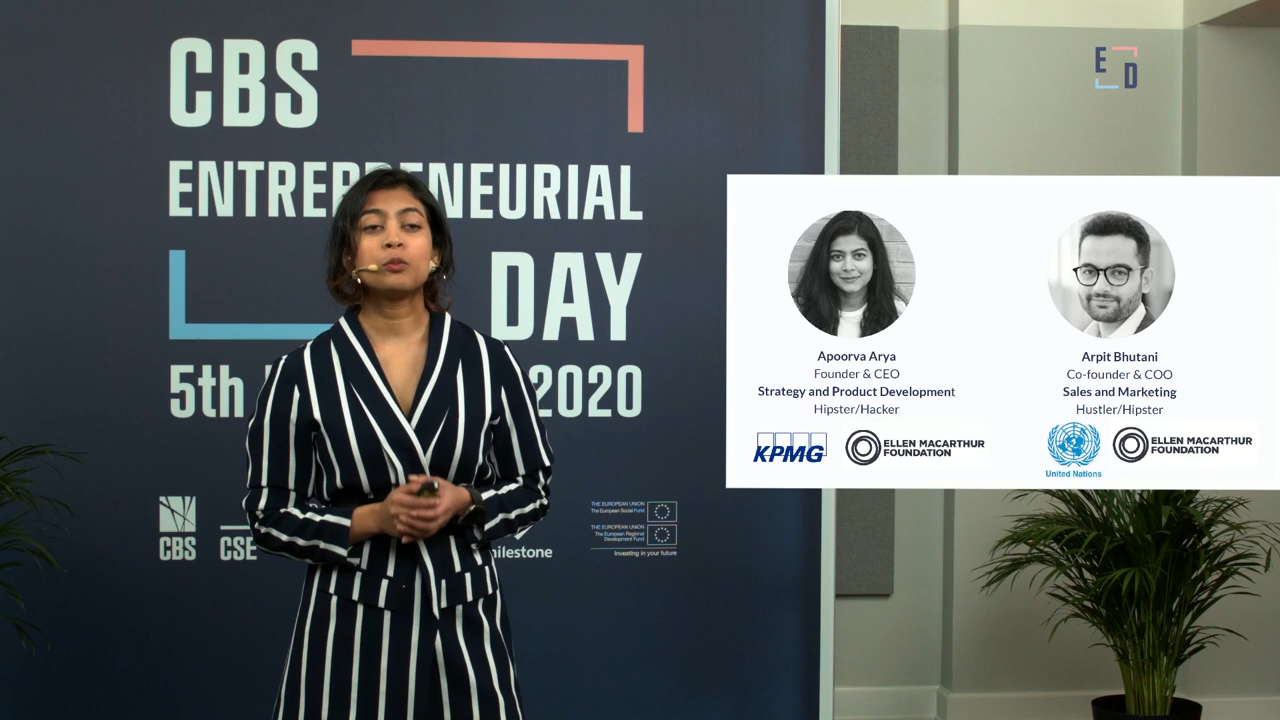 CBS
ENTREPRENEURIAL
DAY
5th
2020
CBS
CSE
milestone
THE EUROPEAN UNION
The European Social Fund
THE EUROPEAN UNION
The European Regional
Development Fund
Investing in your future
E
D
Apoorva Arya
Founder & CEO
Strategy and Product Development
Hipster/Hacker
KPMG
ELLEN MACARTHUR
FOUNDATION
Arpit Bhutani
Co-founder & COO
Sales and Marketing
Hustler/Hipster
United Nations
ELLEN MACARTHUR
FOUNDATION